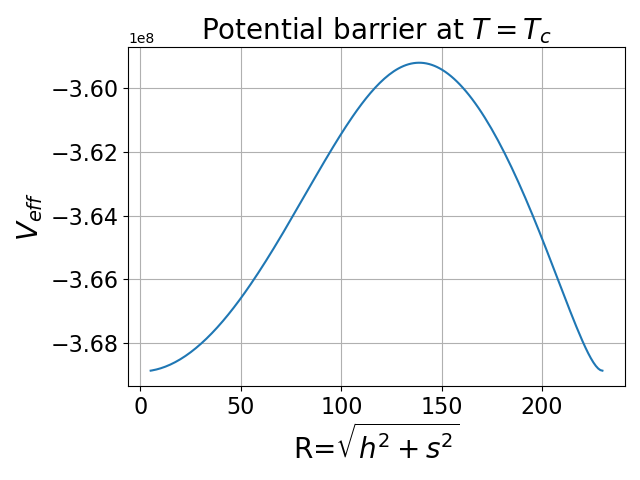 Potential barrier at $T = T_c$
1e8
−3.60
−3.62
−3.64
−3.66
−3.68
$V_{eff}$
0 50 100 150 200
R=$\sqrt{h^2 + s^2}$